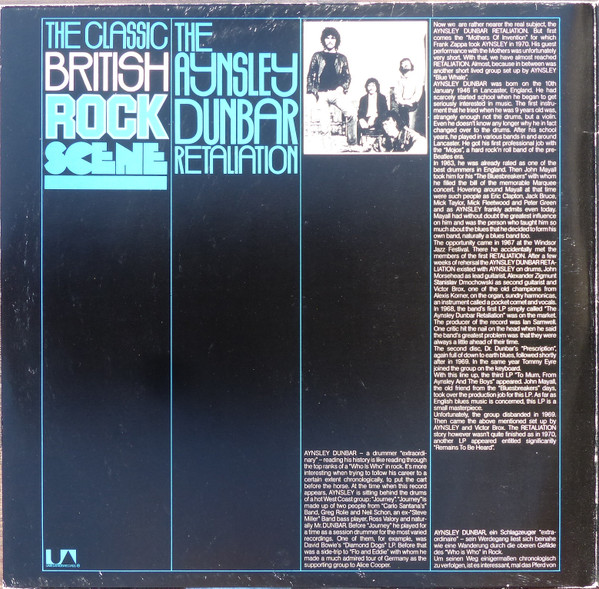 THE CLASSIC
BRITISH
ROCK
SCENE
THE
AYNSLEY
DUNBAR
RETALIATION
AYNSLEY DUNBAR – a drummer "extraordi-
nary" – reading his history is like reading through
the top ranks of a "Who is Who" in rock. It's more
interesting when trying to follow his career to a
certain extent chronologically, to put the cart
before the horse. At the time when this record
appears, AYNSLEY is sitting behind the drums
of a hot West Coast group: "Journey". "Journey" is
made up of two people from "Carlo Santana's"
Band, Greg Rolie and Neil Schon, an ex-"Steve
Miller" Band bass player, Ross Valory and natur-
ally Mr. DUNBAR. Before "Journey" he played for
a time as a session drummer for the most varied
recordings. One of them, for example, was
David Bowie's "Diamond Dogs" LP. Before that
was a side-trip to "Flo and Eddie" with whom he
made a much admired tour of Germany as the
supporting group to Alice Cooper.
Now we are rather nearer the real subject, the
AYNSLEY DUNBAR RETALIATION. But first
comes the "Mothers Of Invention" for which
Frank Zappa took AYNSLEY in 1970. His guest
performance with the Mothers was unfortunately
very short. With that, we have almost reached
RETALIATION. Almost, because in between was
another short lived group set up by AYNSLEY
"Blue Whale".
AYNSLEY DUNBAR was born on the 10th
January 1946 in Lancaster, England. He had
scarcely started school when he began to get
seriously interested in music. The first instru-
ment that he tried when he was 9 years old was,
strangely enough not the drums, but a violin.
Even he doesn't know any longer why he in fact
changed over to the drums. After his school
years, he played in various bands in and around
Lancaster. He got his first professional job with
the "Mojos", a hard rock'n roll band of the pre-
Beatles era.
In 1963, he was already rated as one of the
best drummers in England. Then John Mayall
took him for his "The Bluesbreakers" with whom
he filled the bill of the memorable Marquee
concert. Hovering around Mayall at that time
were such people as Eric Clapton, Jack Bruce,
Mick Taylor, Mick Fleetwood and Peter Green
and as AYNSLEY frankly admits even today.
Mayall had without doubt the greatest influence
on him and was the person who taught him so
much about the blues that he decided to form his
own band, naturally a blues band too.
The opportunity came in 1967 at the Windsor
Jazz Festival. There he accidentally met the
members of the first RETALIATION. After a few
weeks of rehersal the AYNSLEY DUNBAR RETA-
LIATION existed with AYNSLEY on drums, John
Morsehead as lead guitarist, Alexander Zigmunt
Stanislav Dmochowski as second guitarist and
Victor Brox, one of the old champions from
Alexis Korner, on the organ, sundry harmonicas,
an instrument called a pocket cornet and vocals.
In 1968, the band's first LP simply called "The
Aynsley Dunbar Retaliation" was on the market.
The producer of the record was Ian Samwell.
One critic hit the nail on the head when he said
the band's greatest problem was that they were
always a little ahead of their time.
The second disc, Dr. Dunbar's "Prescription",
again full of down to earth blues, followed shortly
after in 1969. In the same year Tommy Eyre
joined the group on the keyboard.
With this line up, the third LP "To Mum, From
Aynsley And The Boys" appeared. John Mayall,
the old friend from the "Bluesbreakers" days,
took over the production job for this LP. As far as
English blues music is concerned, this LP is a
small masterpiece.
Unfortunately, the group disbanded in 1969.
Then came the above mentioned set up by
AYNSLEY and Victor Brox. The RETALIATION
story however wasn't quite finished as in 1970,
another LP appeared entitled significantly
"Remains To Be Heard".
AYNSLEY DUNBAR, ein Schlagzeuger "extra-
ordinaire" – sein Werdegang liest sich beinahe
wie eine Wanderung durch die oberen Gefilde
des "Who is Who" in Rock.
Um seinen Weg einigermaßen chronologisch
zu verfolgen, ist es interessant, mal das Pferd von
UA